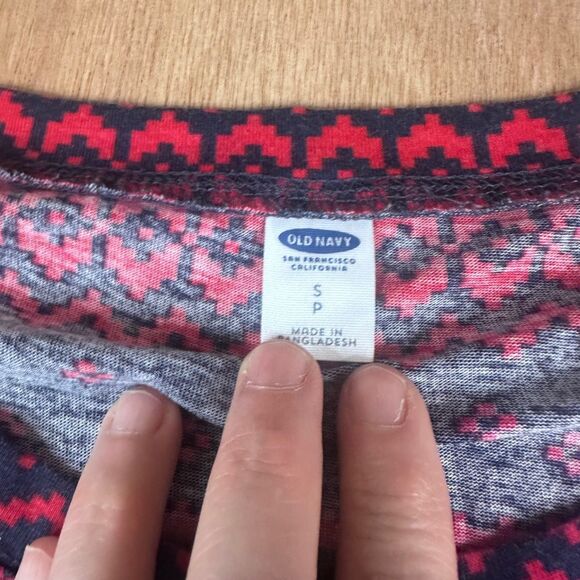 OLD NAVY
SAN FRANCISCO
CALIFORNIA
S
P
MADE IN
BANGLADESH